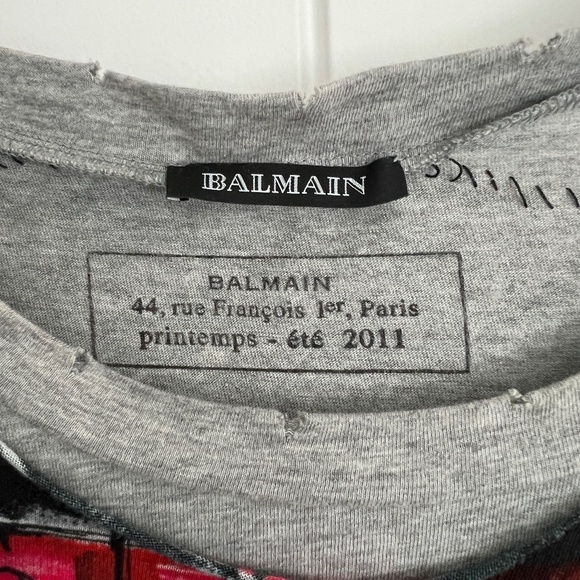 BALMAIN
BALMAIN
44, rue François 1er, Paris
printemps - été 2011